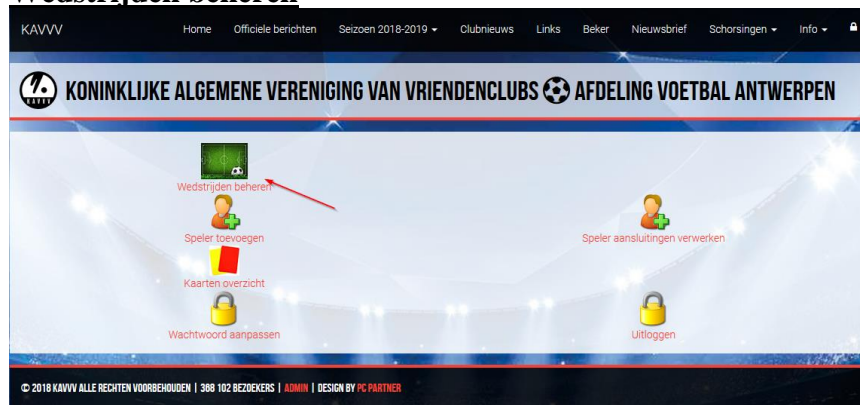 Wedstrijden beheren
KAVVV Home Officiele berichten Seizoen 2018-2019 Clubnieuws Links Beker Nieuwsbrief Schorsingen Info
KAVVV KONINKLIJKE ALGEMENE VERENIGING VAN VRIENDENCLUBS AFDELING VOETBAL ANTWERPEN
Wedstrijden beheren
Speler toevoegen Speler aansluitingen verwerken
Kaarten overzicht
Wachtwoord aanpassen Uitloggen
© 2018 KAVVV ALLE RECHTEN VOORBEHOUDEN | 368 102 BEZOEKERS | ADMIN | DESIGN BY PC PARTNER